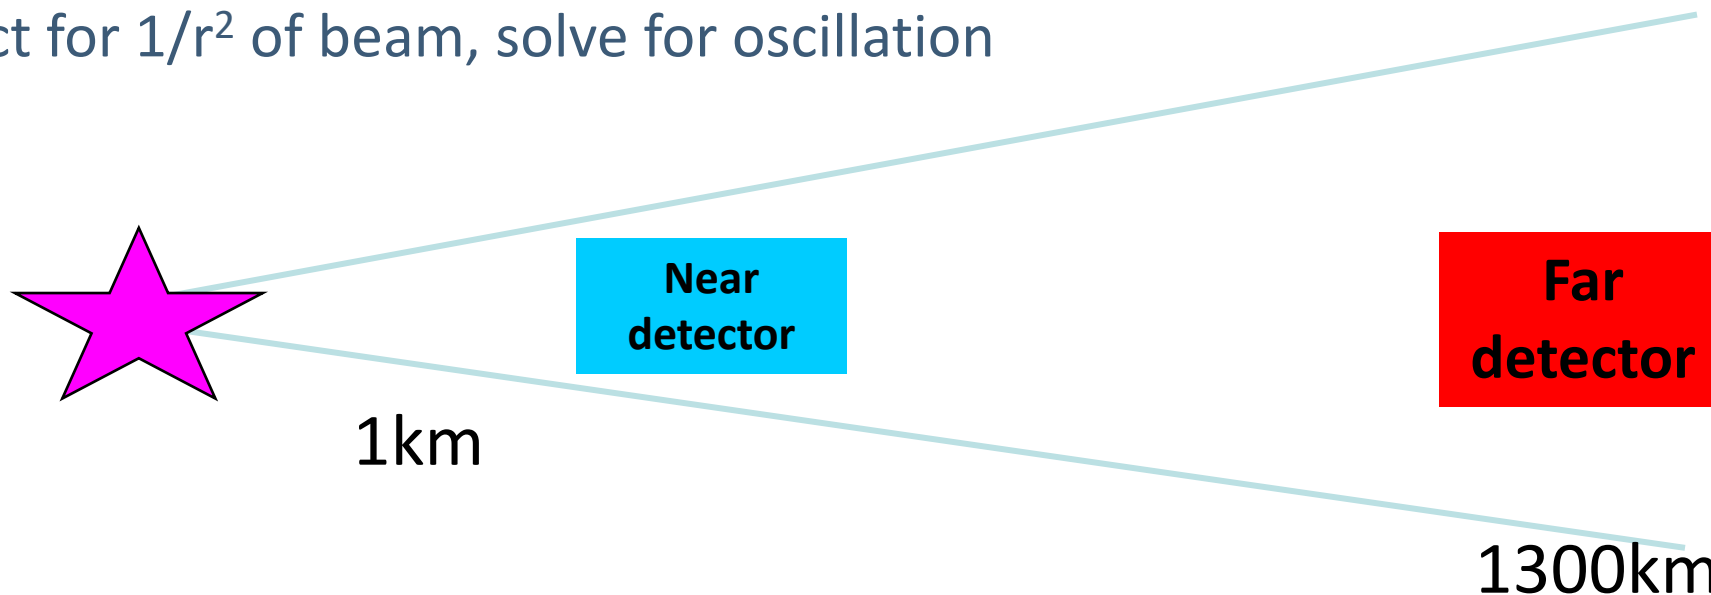 ct for 1/r² of beam, solve for oscillation
Near
detector
Far
detector
1km
1300km